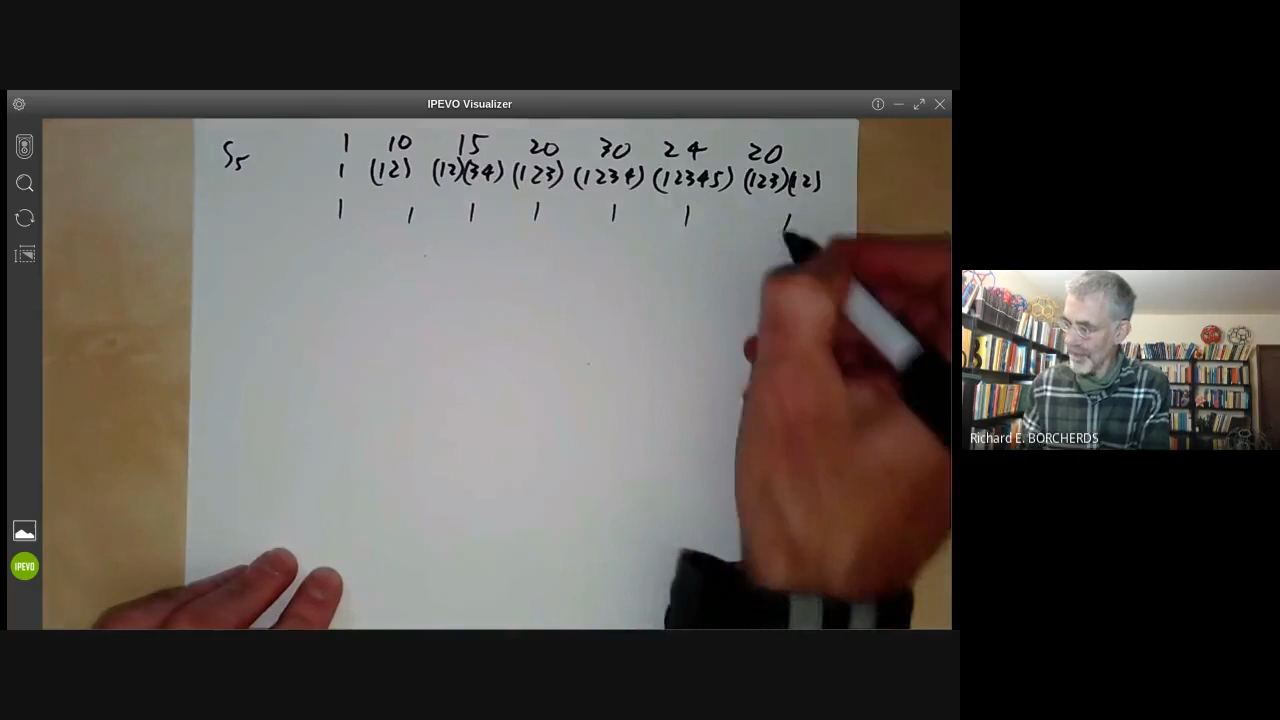 IPEVO Visualizer
S₅ 1 10 15 20 30 24 20
1 (12) (12)(34) (123) (1234) (12345) (123)(12)
1 1 1 1 1 1 1
Richard E. BORCHERDS
IPEVO